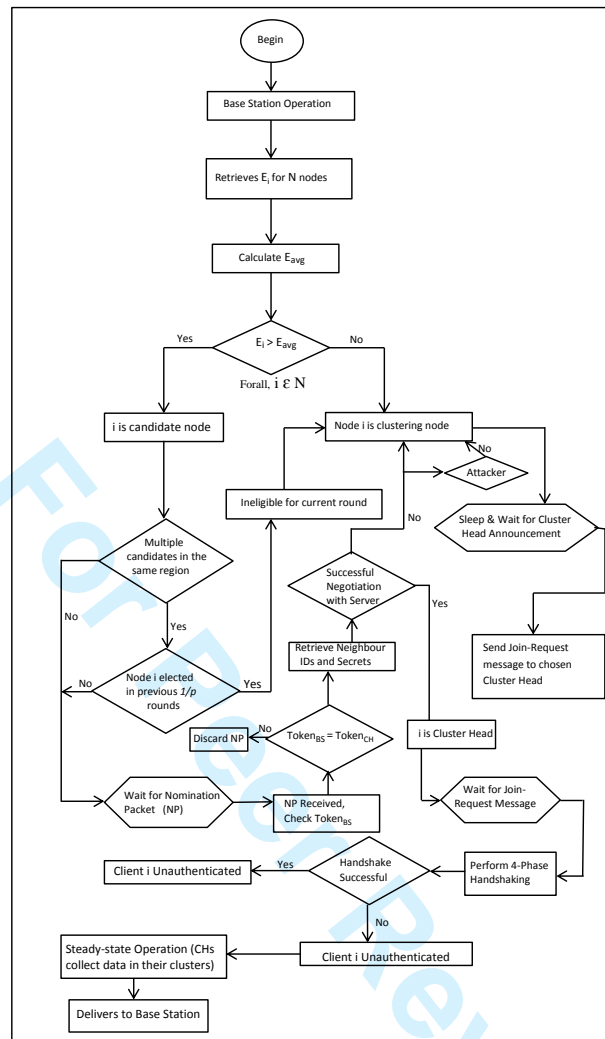 Begin
Base Station Operation
Retrieves Ei for N nodes
Calculate Eavg
Yes
Ei > Eavg
No
Forall, i ε N
i is candidate node
Node i is clustering node
No
Attacker
Ineligible for current round
No
Sleep & Wait for Cluster
Head Announcement
Multiple
candidates in the
same region
Successful
Negotiation
with Server
No
Yes
Yes
Retrieve Neighbour
IDs and Secrets
Send Join-Request
message to chosen
Cluster Head
No
Node i elected
in previous 1/p
rounds
Yes
No
Discard NP
TokenBS = TokenCH
i is Cluster Head
Wait for Nomination
Packet (NP)
NP Received,
Check TokenBS
Wait for Join-
Request Message
Client i Unauthenticated
Yes
Handshake
Successful
Perform 4-Phase
Handshaking
No
Steady-state Operation (CHs
collect data in their clusters)
Client i Unauthenticated
Delivers to Base Station
For Peer Rev